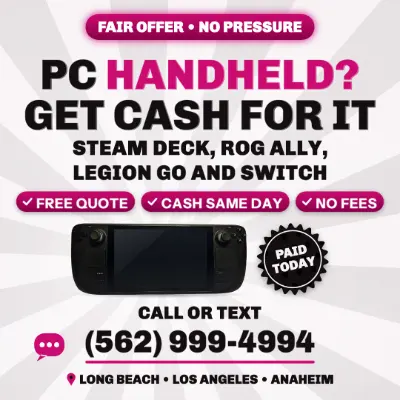 FAIR OFFER • NO PRESSURE
PC HANDHELD?
GET CASH FOR IT
STEAM DECK, ROG ALLY,
LEGION GO AND SWITCH
✓ FREE QUOTE ✓ CASH SAME DAY ✓ NO FEES
PAID
TODAY
CALL OR TEXT
(562) 999-4994
LONG BEACH • LOS ANGELES • ANAHEIM